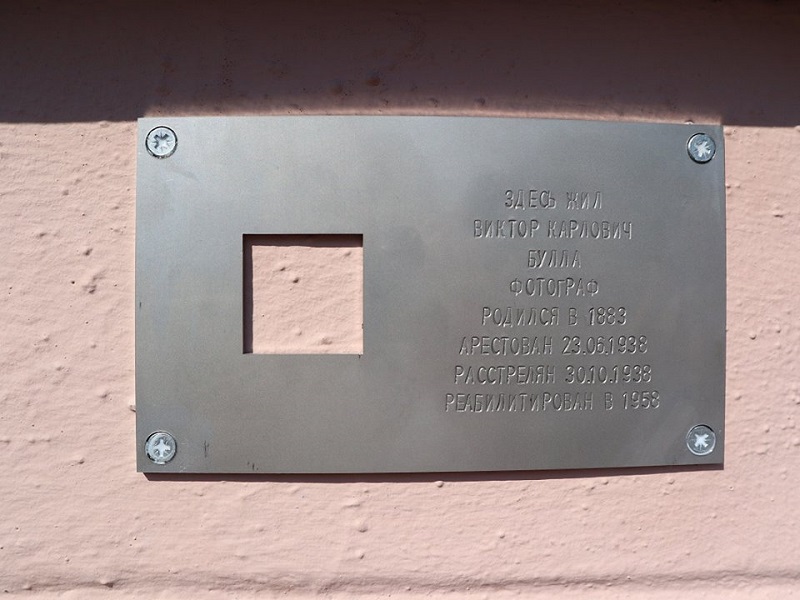 ЗДЕСЬ ЖИЛ
ВИКТОР КАРЛОВИЧ
БУЛЛА
ФОТОГРАФ
РОДИЛСЯ В 1883
АРЕСТОВАН 23.06.1938
РАССТРЕЛЯН 30.10.1938
РЕАБИЛИТИРОВАН В 1958